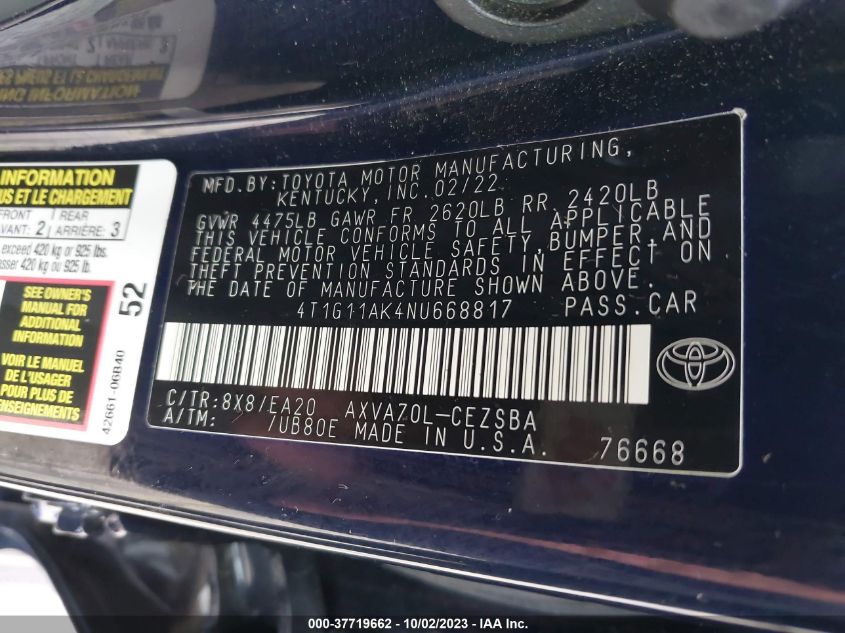 INFORMATION
US ET LE CHARGEMENT
FRONT 1 REAR
AVANT: 2 ARRIÈRE: 3
exceed 420 kg or 925 lbs.
asser 420 kg ou 925 lb.
SEE OWNER'S
MANUAL FOR
ADDITIONAL
INFORMATION
VOIR LE MANUEL
DE L'USAGER
POUR PLUS DE
ENSEIGNEMENTS
52
42661-06B40
MFD. BY: TOYOTA MOTOR MANUFACTURING,
KENTUCKY, INC. 02/22
GVWR 4475LB GAWR FR 2620LB RR 2420LB
THIS VEHICLE CONFORMS TO ALL APPLICABLE
FEDERAL MOTOR VEHICLE SAFETY, BUMPER, AND
THEFT PREVENTION STANDARDS IN EFFECT ON
THE DATE OF MANUFACTURE SHOWN ABOVE.
4T1G11AK4NU668817 PASS.CAR
C/TR: 8X8/EA20 AXVA70L-CEZSBA
A/TM: /UB80E MADE IN U.S.A. 76668
000-37719662 - 10/02/2023 - IAA Inc.